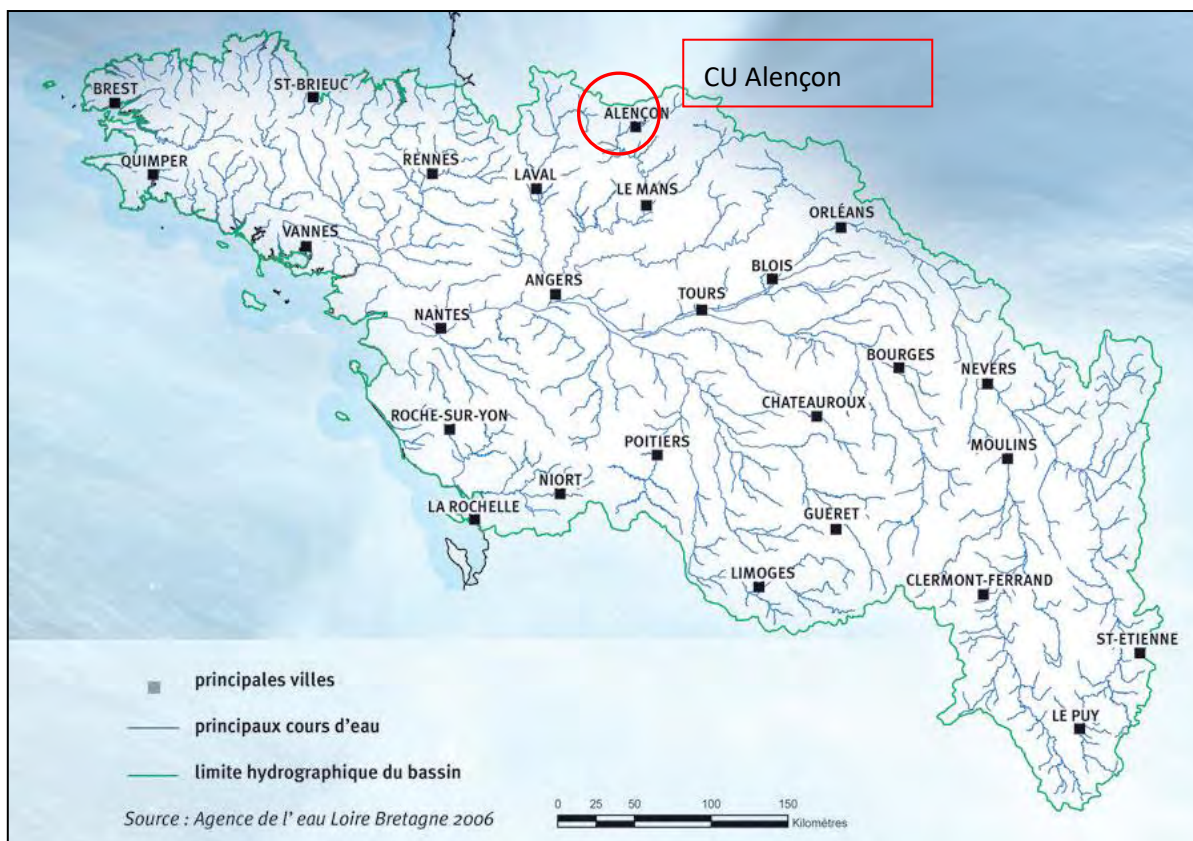 CU Alençon
BREST
ST-BRIEUC
ALENÇON
QUIMPER
RENNES
LAVAL
LE MANS
ORLÉANS
VANNES
BLOIS
ANGERS
TOURS
NANTES
BOURGES
NEVERS
CHATEAUROUX
ROCHE-SUR-YON
POITIERS
MOULINS
NIORT
LA ROCHELLE
GUÉRET
LIMOGES
CLERMONT-FERRAND
ST-ÉTIENNE
LE PUY
principales villes
principaux cours d'eau
limite hydrographique du bassin
Source : Agence de l' eau Loire Bretagne 2006
0 25 50 100 150
Kilomètres